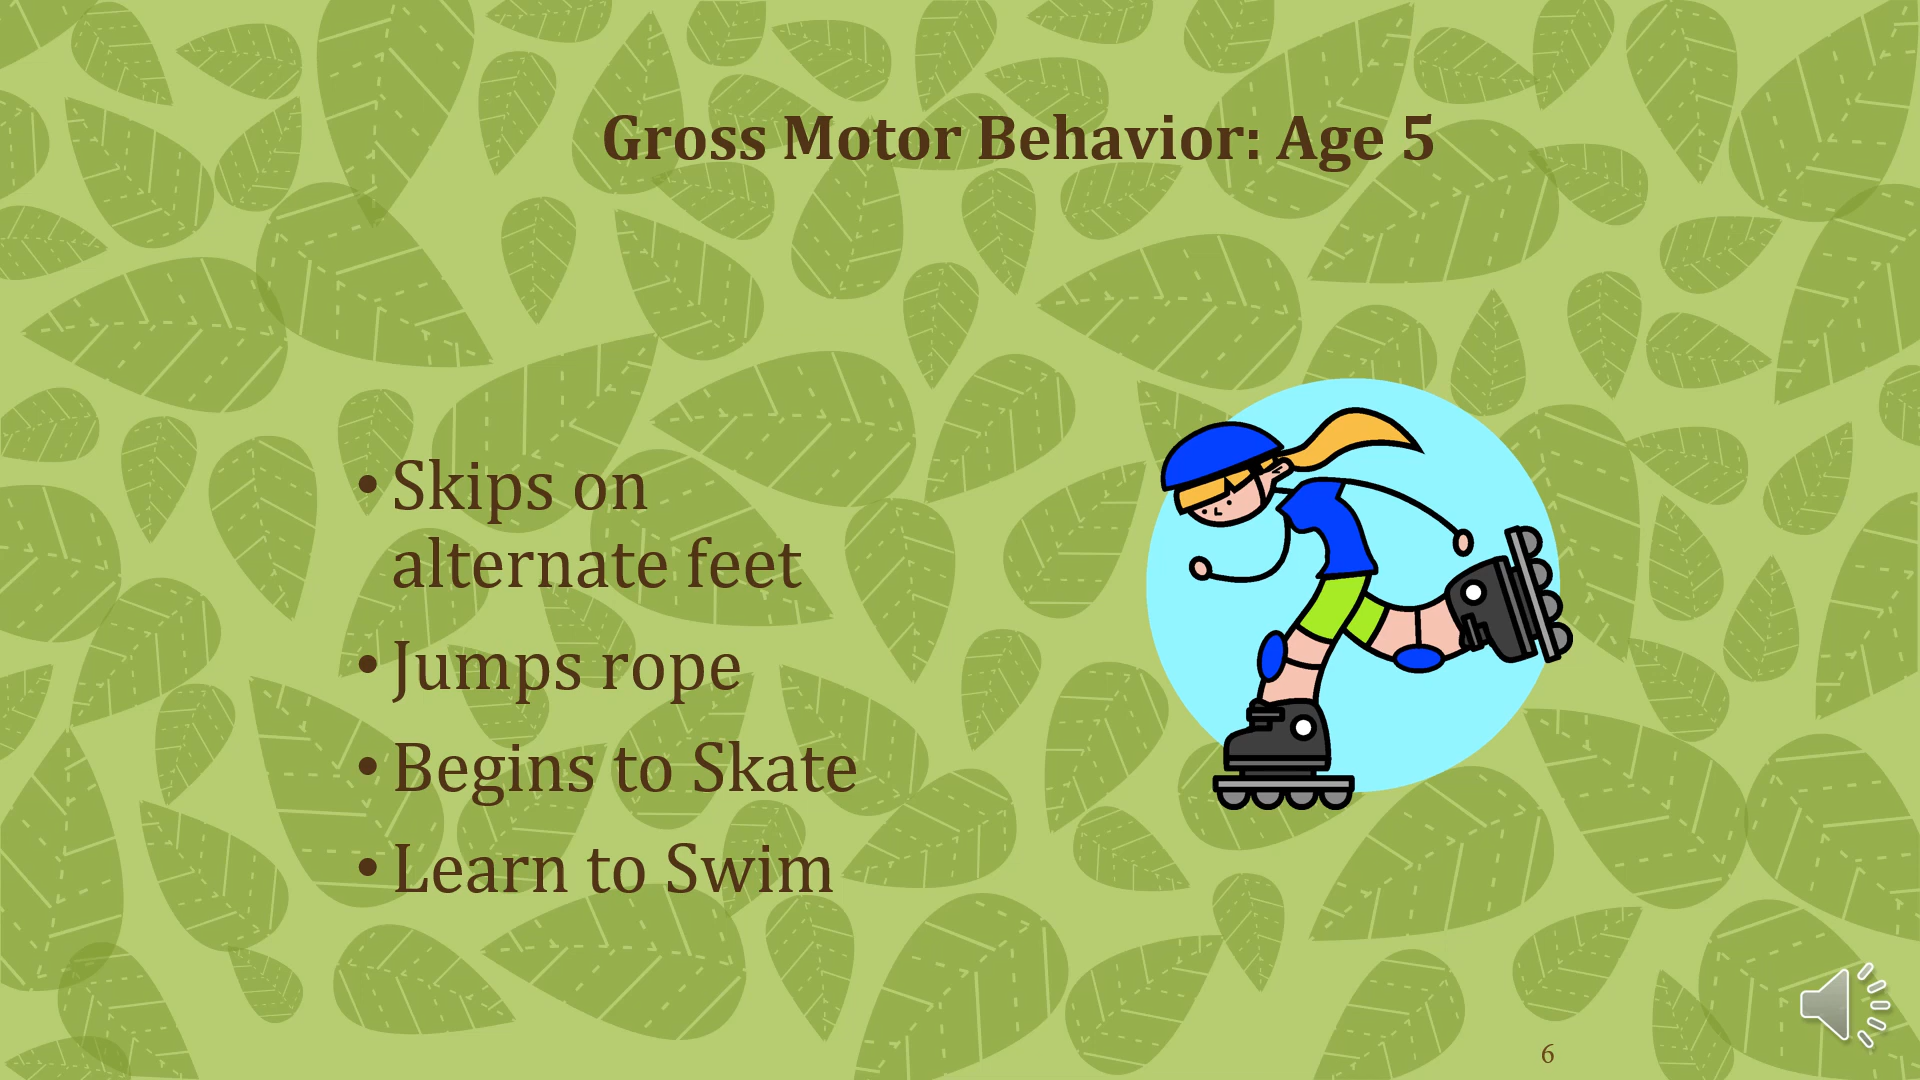 Gross Motor Behavior: Age 5
• Skips on
alternate feet
• Jumps rope
• Begins to Skate
• Learn to Swim
6